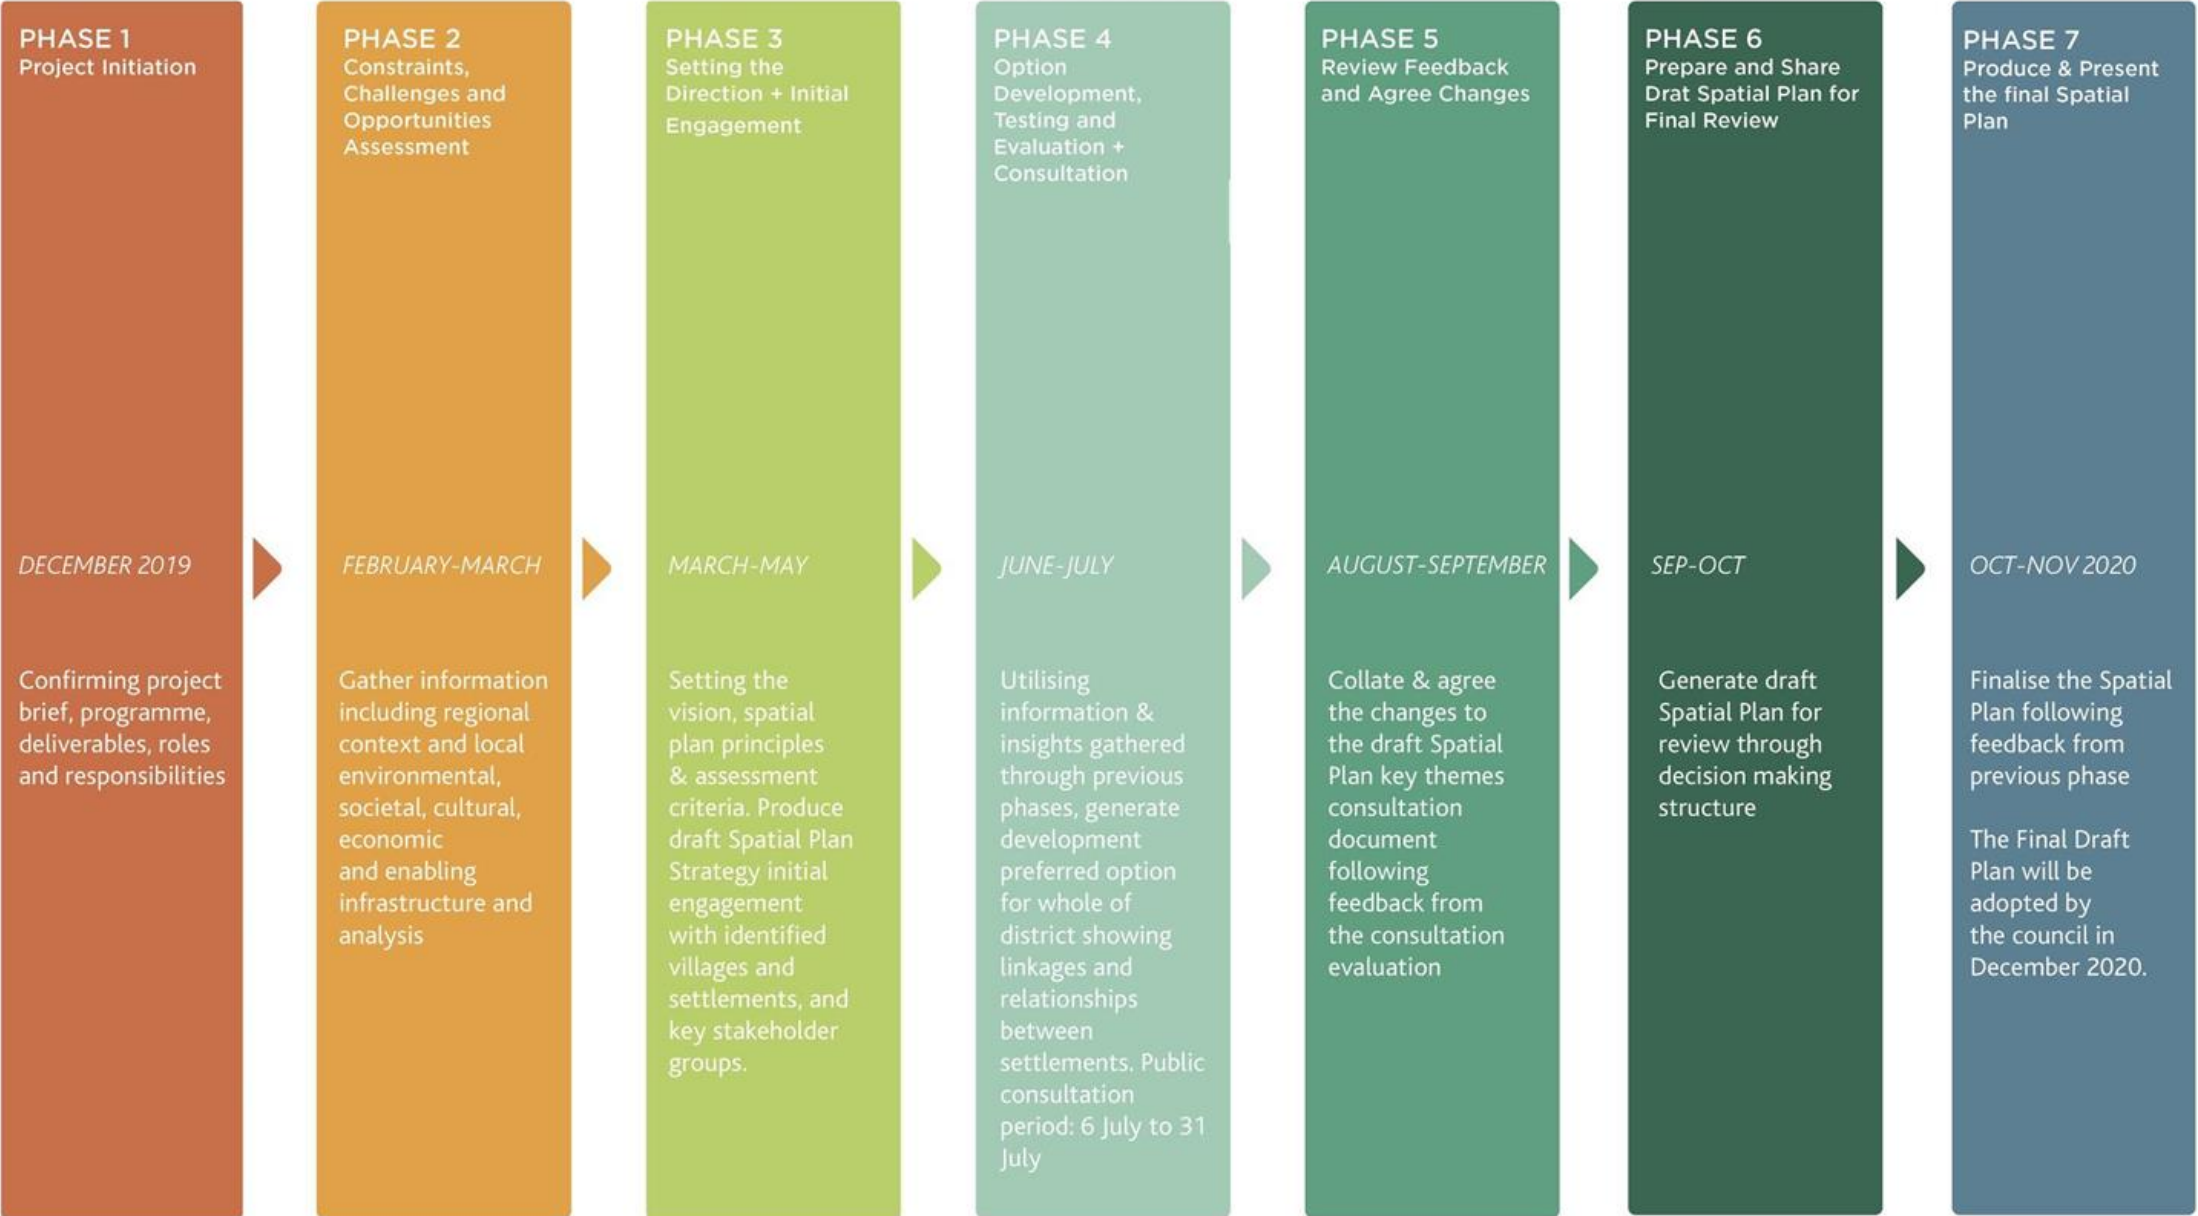 PHASE 1
Project Initiation
DECEMBER 2019
Confirming project
brief, programme,
deliverables, roles
and responsibilities
PHASE 2
Constraints,
Challenges and
Opportunities
Assessment
FEBRUARY-MARCH
Gather information
including regional
context and local
environmental,
societal, cultural,
economic
and enabling
infrastructure and
analysis
PHASE 3
Setting the
Direction + Initial
Engagement
MARCH-MAY
Setting the
vision, spatial
plan principles
& assessment
criteria. Produce
draft Spatial Plan
Strategy initial
engagement
with identified
villages and
settlements, and
key stakeholder
groups.
PHASE 4
Option
Development,
Testing and
Evaluation +
Consultation
JUNE-JULY
Utilising
information &
insights gathered
through previous
phases, generate
development
preferred option
for whole of
district showing
linkages and
relationships
between
settlements. Public
consultation
period: 6 July to 31
July
PHASE 5
Review Feedback
and Agree Changes
AUGUST-SEPTEMBER
Collate & agree
the changes to
the draft Spatial
Plan key themes
consultation
document
following
feedback from
the consultation
evaluation
PHASE 6
Prepare and Share
Drat Spatial Plan for
Final Review
SEP-OCT
Generate draft
Spatial Plan for
review through
decision making
structure
PHASE 7
Produce & Present
the final Spatial
Plan
OCT-NOV 2020
Finalise the Spatial
Plan following
feedback from
previous phase
The Final Draft
Plan will be
adopted by
the council in
December 2020.